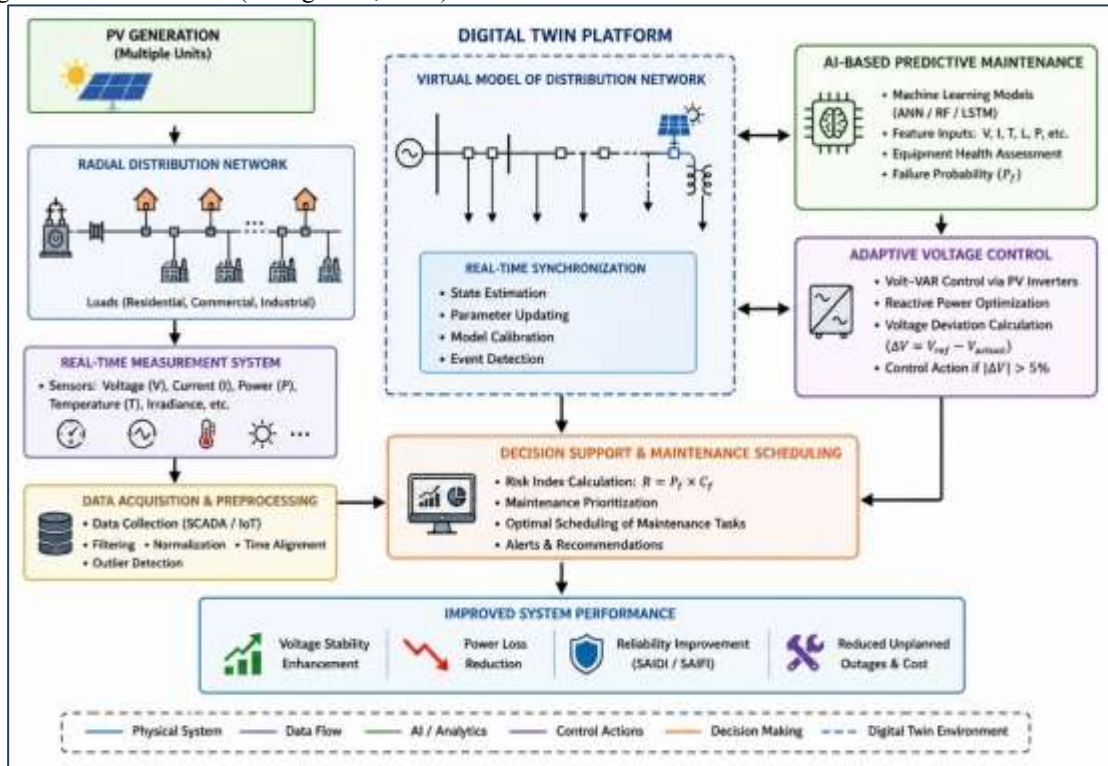 PV GENERATION
(Multiple Units)
RADIAL DISTRIBUTION NETWORK
Loads (Residential, Commercial, Industrial)
REAL-TIME MEASUREMENT SYSTEM
• Sensors: Voltage (V), Current (I), Power (P),
Temperature (T), Irradiance, etc.
DATA ACQUISITION & PREPROCESSING
• Data Collection (SCADA / IoT)
• Filtering • Normalization • Time Alignment
• Outlier Detection
DIGITAL TWIN PLATFORM
VIRTUAL MODEL OF DISTRIBUTION NETWORK
REAL-TIME SYNCHRONIZATION
• State Estimation
• Parameter Updating
• Model Calibration
• Event Detection
AI-BASED PREDICTIVE MAINTENANCE
• Machine Learning Models
(ANN / RF / LSTM)
• Feature Inputs: V, I, T, L, P, etc.
• Equipment Health Assessment
• Failure Probability (P_f)
ADAPTIVE VOLTAGE CONTROL
• Volt–VAR Control via PV Inverters
• Reactive Power Optimization
• Voltage Deviation Calculation
(ΔV = V_ref − V_actual)
• Control Action if |ΔV| > 5%
DECISION SUPPORT & MAINTENANCE SCHEDULING
• Risk Index Calculation: R = P_f × C_f
• Maintenance Prioritization
• Optimal Scheduling of Maintenance Tasks
• Alerts & Recommendations
IMPROVED SYSTEM PERFORMANCE
Voltage Stability
Enhancement
Power Loss
Reduction
Reliability Improvement
(SAIDI / SAIFI)
Reduced Unplanned
Outages & Cost
Physical System
Data Flow
AI / Analytics
Control Actions
Decision Making
Digital Twin Environment